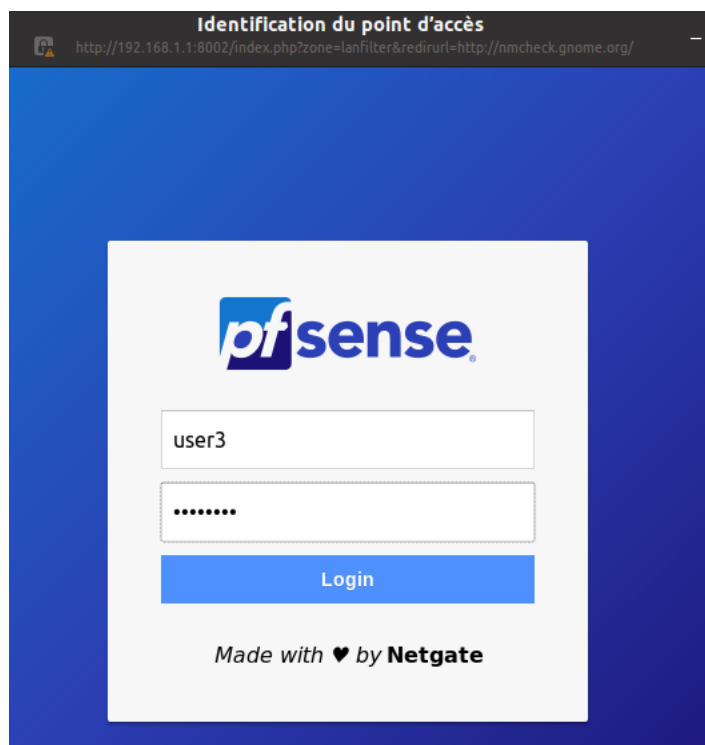 Identification du point d'accès
http://192.168.1.1:8002/index.php?zone=lanfilter&redirurl=http://nmcheck.gnome.org/
pfsense®
user3
••••••••
Login
Made with ♥ by Netgate